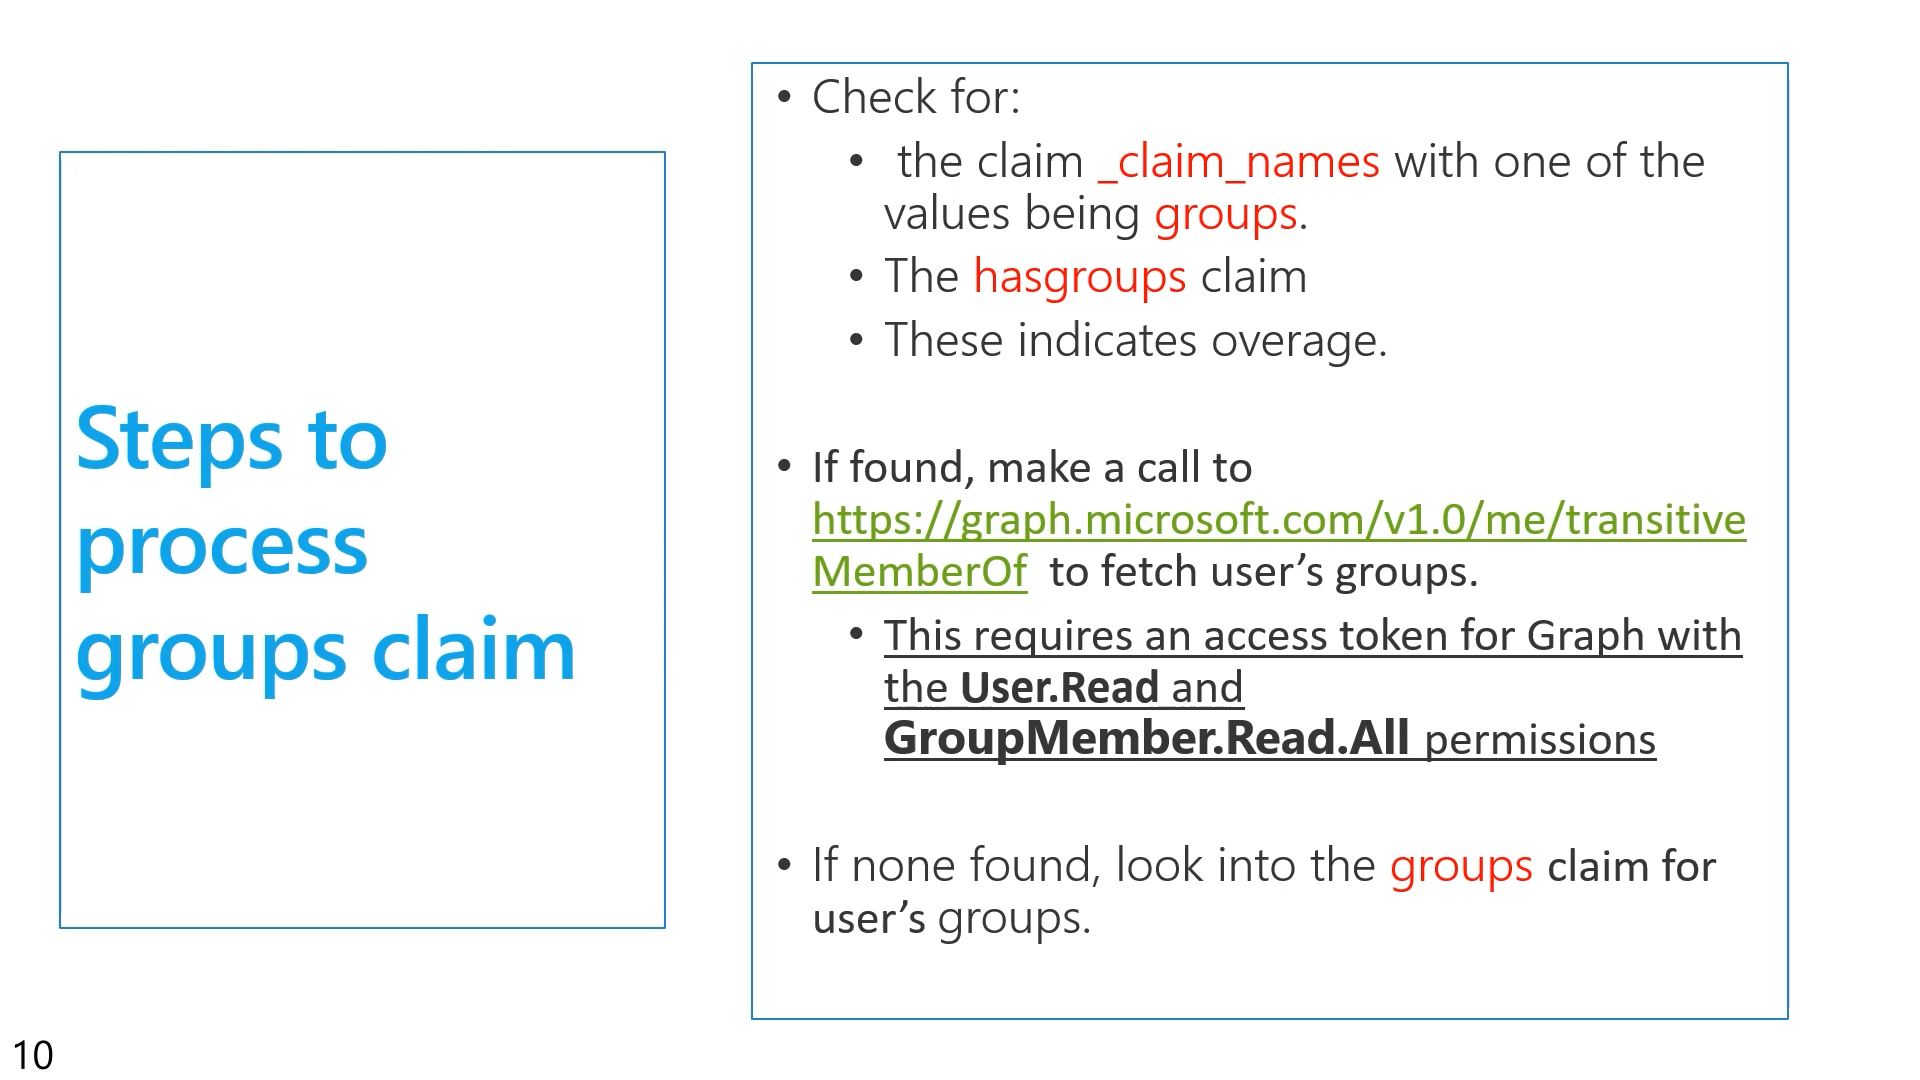 Steps to
process
groups claim
• Check for:
•  the claim _claim_names with one of the
values being groups.
• The hasgroups claim
• These indicates overage.
• If found, make a call to
https://graph.microsoft.com/v1.0/me/transitive
MemberOf  to fetch user’s groups.
• This requires an access token for Graph with
the User.Read and
GroupMember.Read.All permissions
• If none found, look into the groups claim for
user’s groups.
10